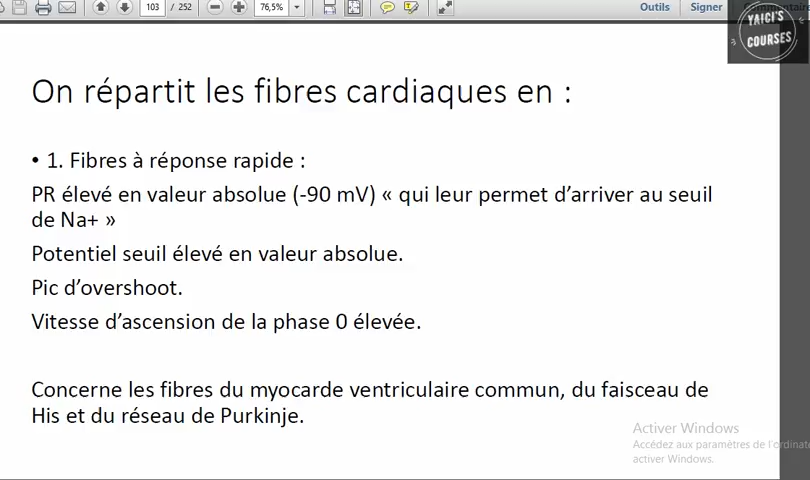 103 / 252
76,5%
Outils
Signer
Commentaire
YAICI'S
COURSES
On répartit les fibres cardiaques en :
• 1. Fibres à réponse rapide :
PR élevé en valeur absolue (-90 mV) « qui leur permet d'arriver au seuil
de Na+ »
Potentiel seuil élevé en valeur absolue.
Pic d'overshoot.
Vitesse d'ascension de la phase 0 élevée.
Concerne les fibres du myocarde ventriculaire commun, du faisceau de
His et du réseau de Purkinje.
Activer Windows
Accédez aux paramètres de l'ordinate
activer Windows.